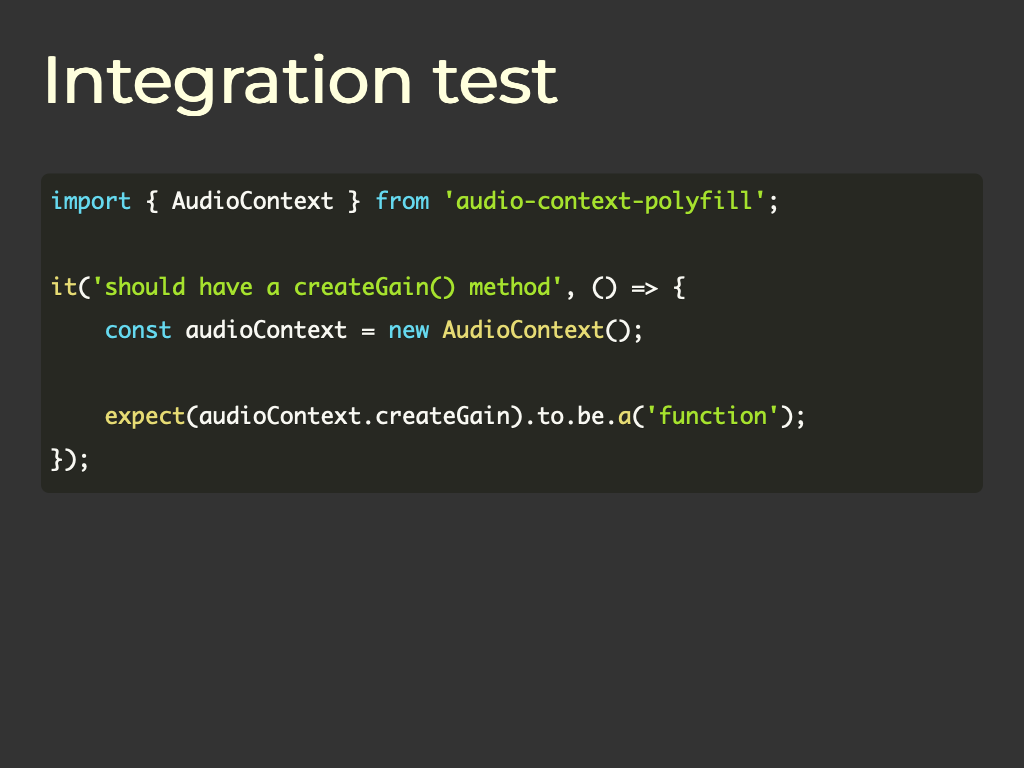 Integration test
import { AudioContext } from 'audio-context-polyfill';
it('should have a createGain() method', () => {
    const audioContext = new AudioContext();
    expect(audioContext.createGain).to.be.a('function');
});